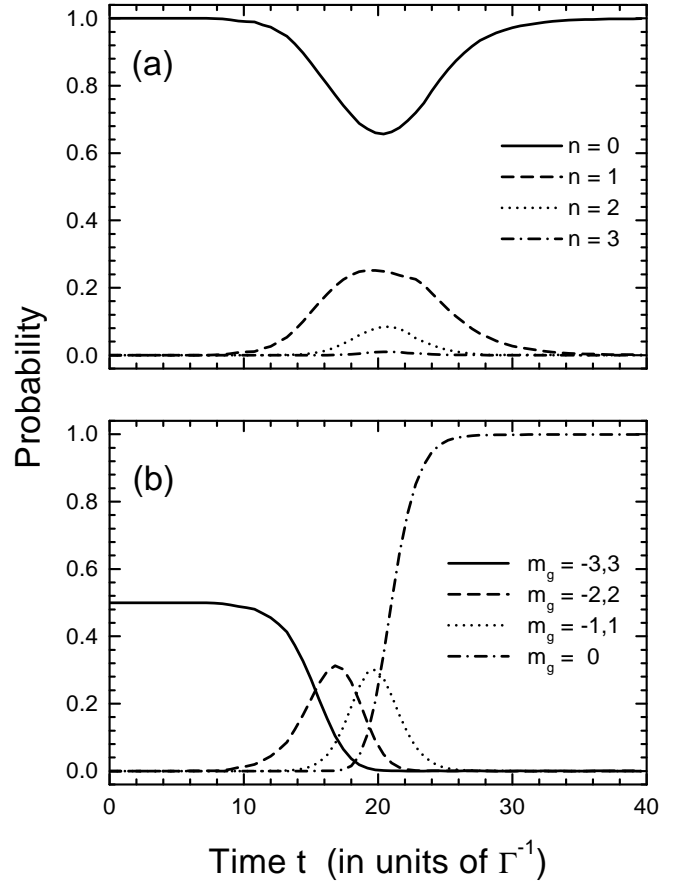 1.0
0.8
0.6
0.4
0.2
0.0
(a)
n = 0
n = 1
n = 2
n = 3
Probability
1.0
0.8
0.6
0.4
0.2
0.0
(b)
m_g = -3,3
m_g = -2,2
m_g = -1,1
m_g = 0
0 10 20 30 40
Time t (in units of Γ⁻¹)